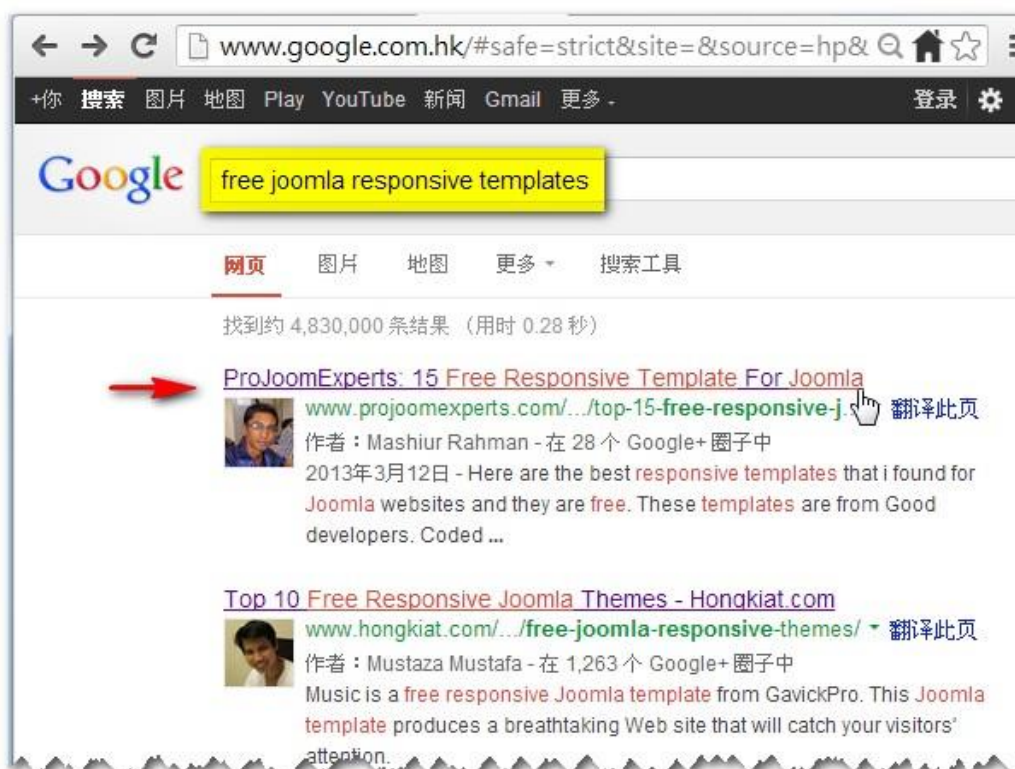 www.google.com.hk/#safe=strict&site=&source=hp&
+你 搜索 图片 地图 Play YouTube 新闻 Gmail 更多 登录
Google free joomla responsive templates
网页 图片 地图 更多 搜索工具
找到约 4,830,000 条结果 （用时 0.28 秒）
ProJoomExperts: 15 Free Responsive Template For Joomla
www.projoomexperts.com/.../top-15-free-responsive-j... 翻译此页
作者：Mashiur Rahman - 在 28 个 Google+ 圈子中
2013年3月12日 - Here are the best responsive templates that i found for
Joomla websites and they are free. These templates are from Good
developers. Coded ...
Top 10 Free Responsive Joomla Themes - Hongkiat.com
www.hongkiat.com/.../free-joomla-responsive-themes/ 翻译此页
作者：Mustaza Mustafa - 在 1,263 个 Google+ 圈子中
Music is a free responsive Joomla template from GavickPro. This Joomla
template produces a breathtaking Web site that will catch your visitors'
attention.